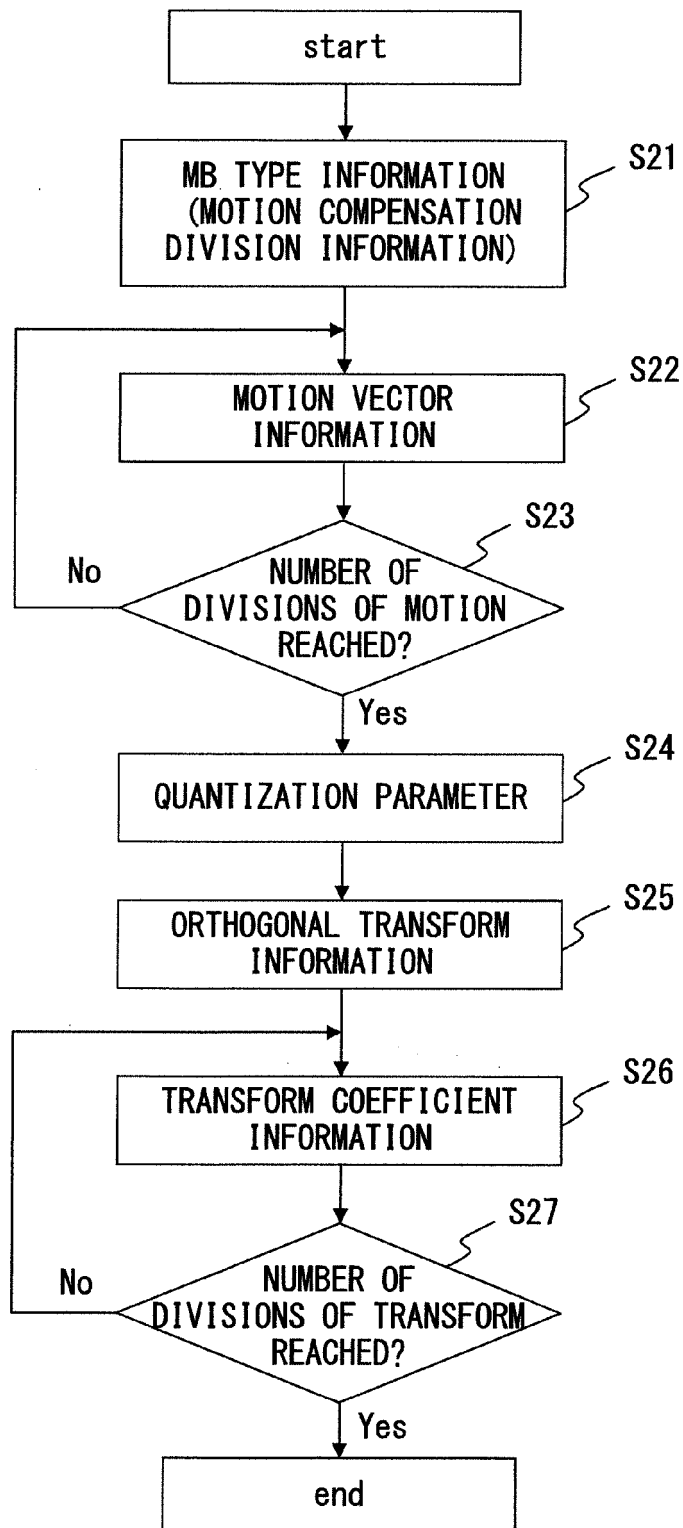 start
S21
MB TYPE INFORMATION
(MOTION COMPENSATION
DIVISION INFORMATION)
S22
MOTION VECTOR
INFORMATION
S23
No
NUMBER OF
DIVISIONS OF MOTION
REACHED?
Yes
S24
QUANTIZATION PARAMETER
S25
ORTHOGONAL TRANSFORM
INFORMATION
S26
TRANSFORM COEFFICIENT
INFORMATION
S27
No
NUMBER OF
DIVISIONS OF TRANSFORM
REACHED?
Yes
end